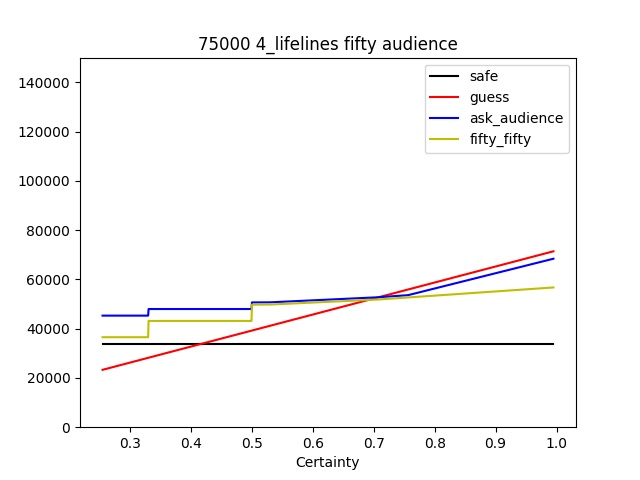 75000 4_lifelines fifty audience
safe
guess
ask_audience
fifty_fifty
140000
120000
100000
80000
60000
40000
20000
0
0.3 0.4 0.5 0.6 0.7 0.8 0.9 1.0
Certainty